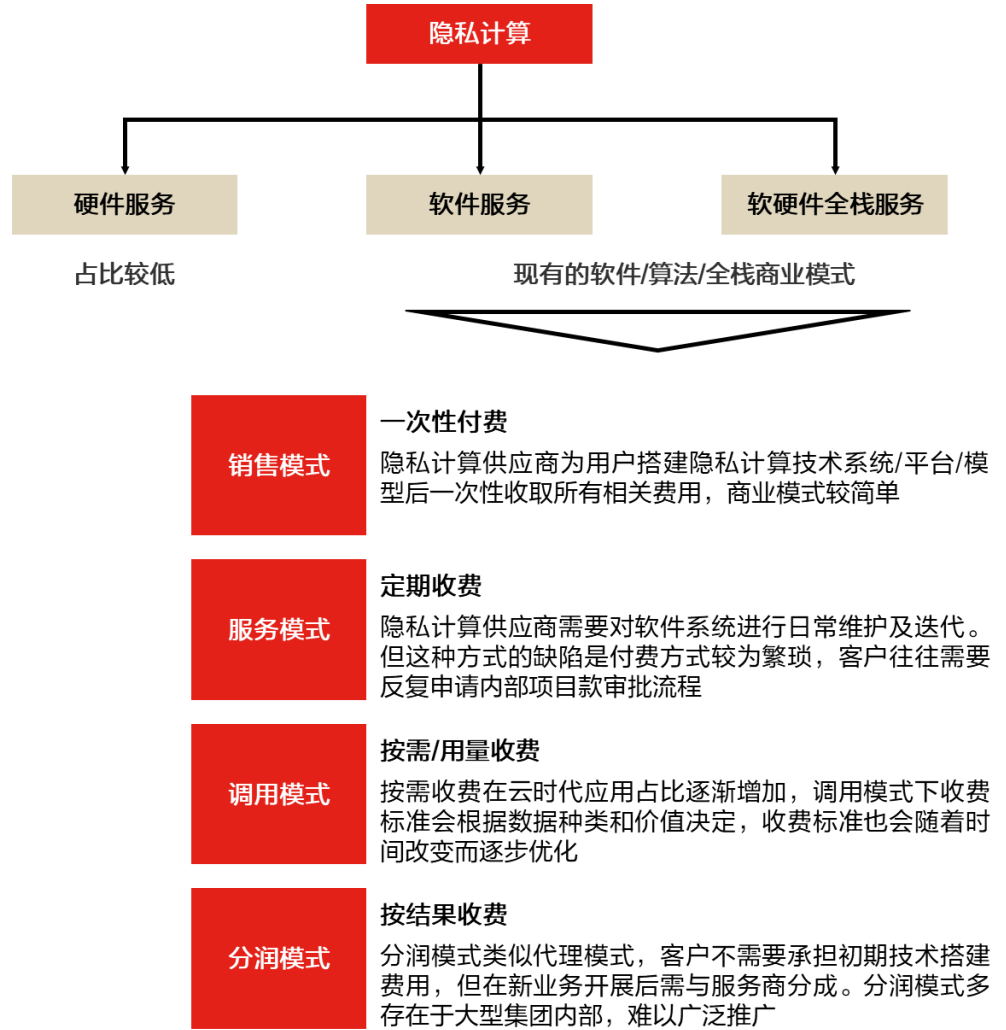 隐私计算
硬件服务
软件服务
软硬件全栈服务
占比较低
现有的软件/算法/全栈商业模式
销售模式
一次性付费
隐私计算供应商为用户搭建隐私计算技术系统/平台/模
型后一次性收取所有相关费用，商业模式较简单
服务模式
定期收费
隐私计算供应商需要对软件系统进行日常维护及迭代。
但这种方式的缺陷是付费方式较为繁琐，客户往往需要
反复申请内部项目款审批流程
调用模式
按需/用量收费
按需收费在云时代应用占比逐渐增加，调用模式下收费
标准会根据数据种类和价值决定，收费标准也会随着时
间改变而逐步优化
分润模式
按结果收费
分润模式类似代理模式，客户不需要承担初期技术搭建
费用，但在新业务开展后需与服务商分成。分润模式多
存在于大型集团内部，难以广泛推广